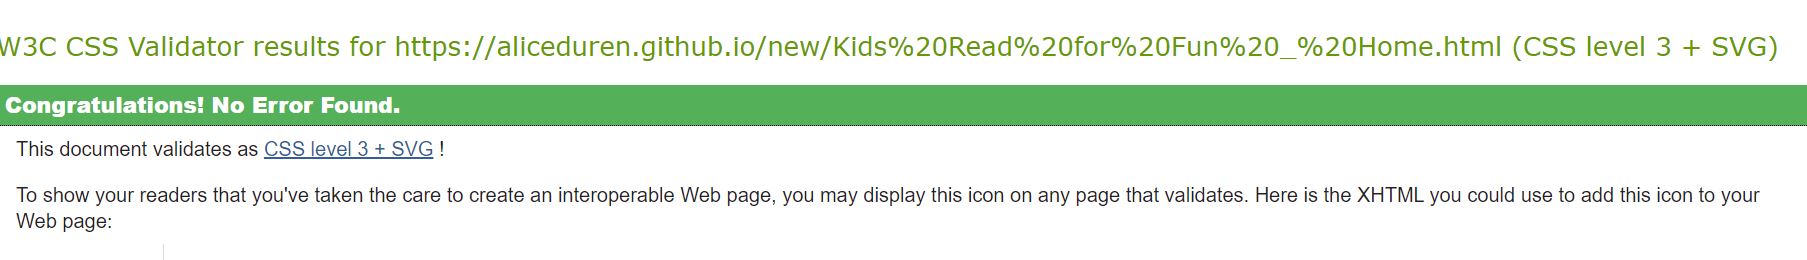 W3C CSS Validator results for https://aliceduren.github.io/new/Kids%20Read%20for%20Fun%20_%20Home.html (CSS level 3 + SVG)
Congratulations! No Error Found.
This document validates as CSS level 3 + SVG !
To show your readers that you've taken the care to create an interoperable Web page, you may display this icon on any page that validates. Here is the XHTML you could use to add this icon to your
Web page: